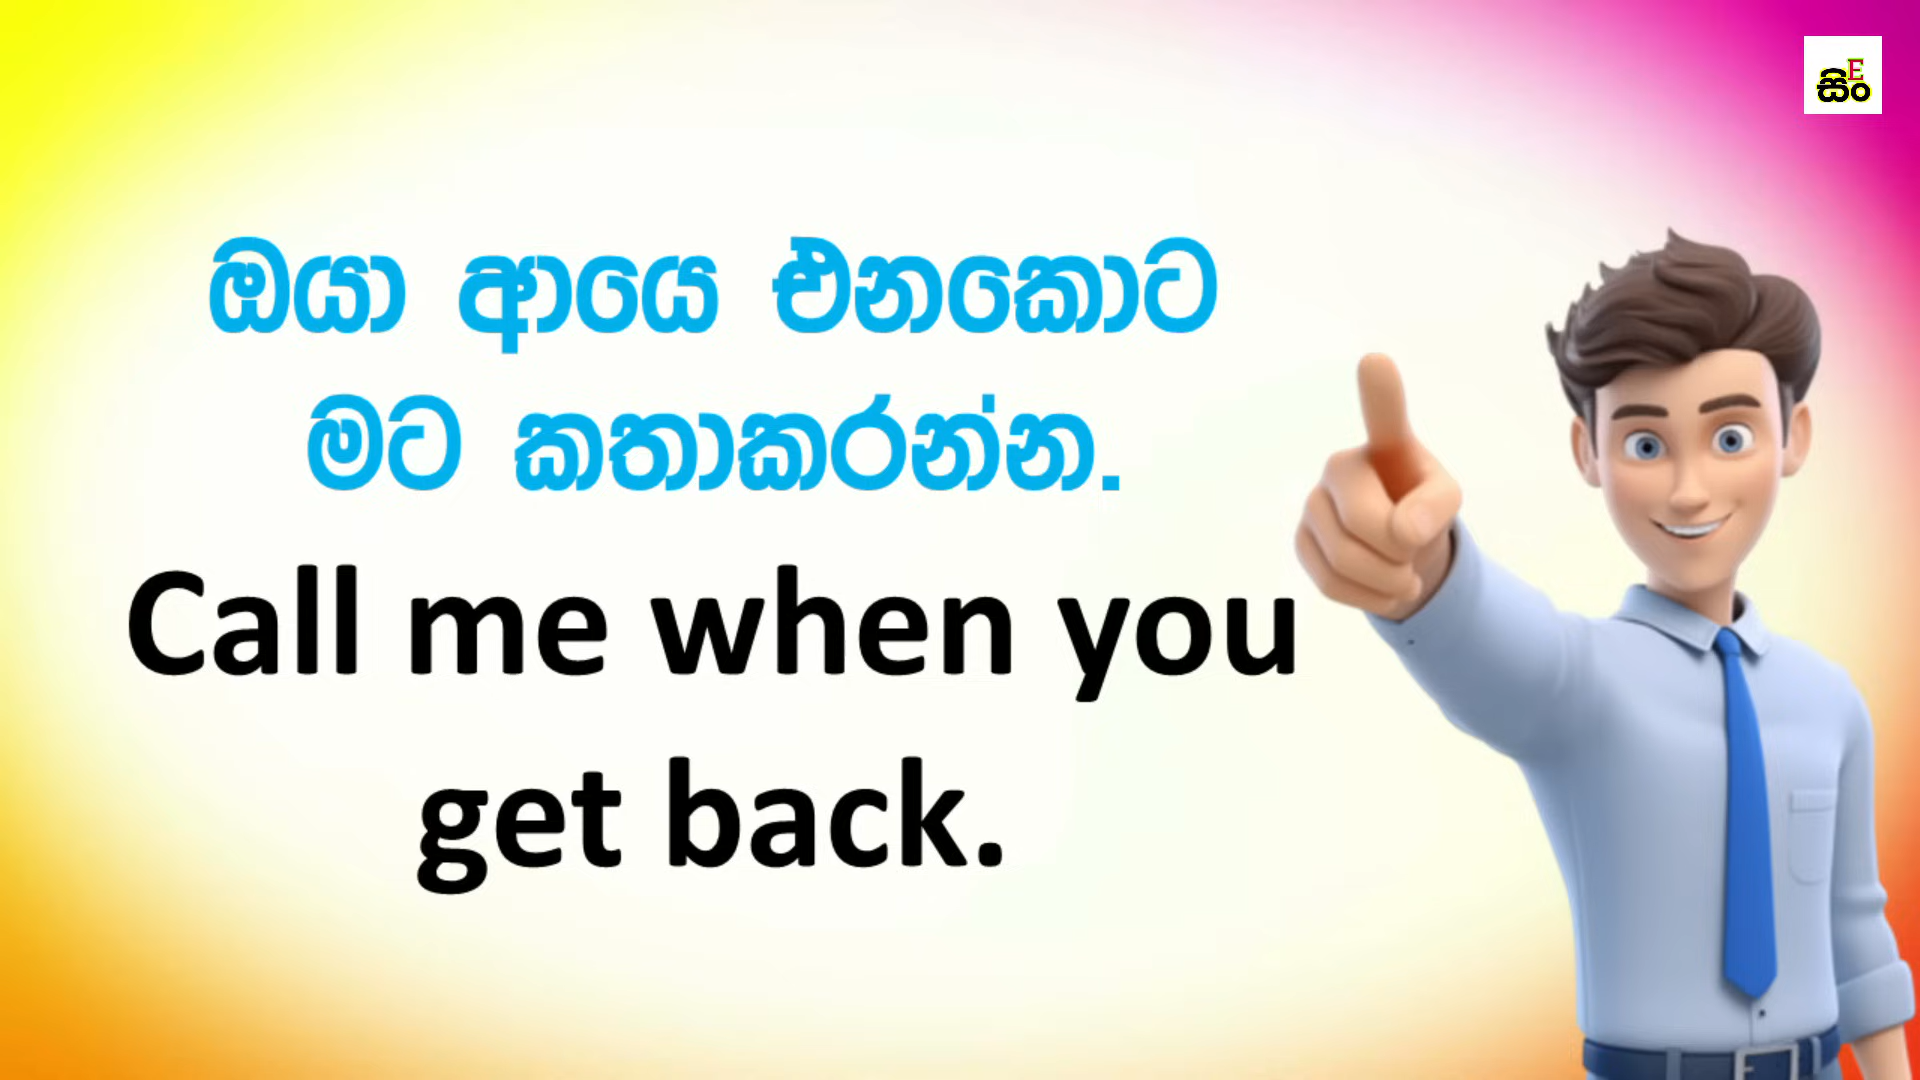 සිං
E
ඔයා ආයෙ එනකොට
මට කතාකරන්න.
Call me when you
get back.